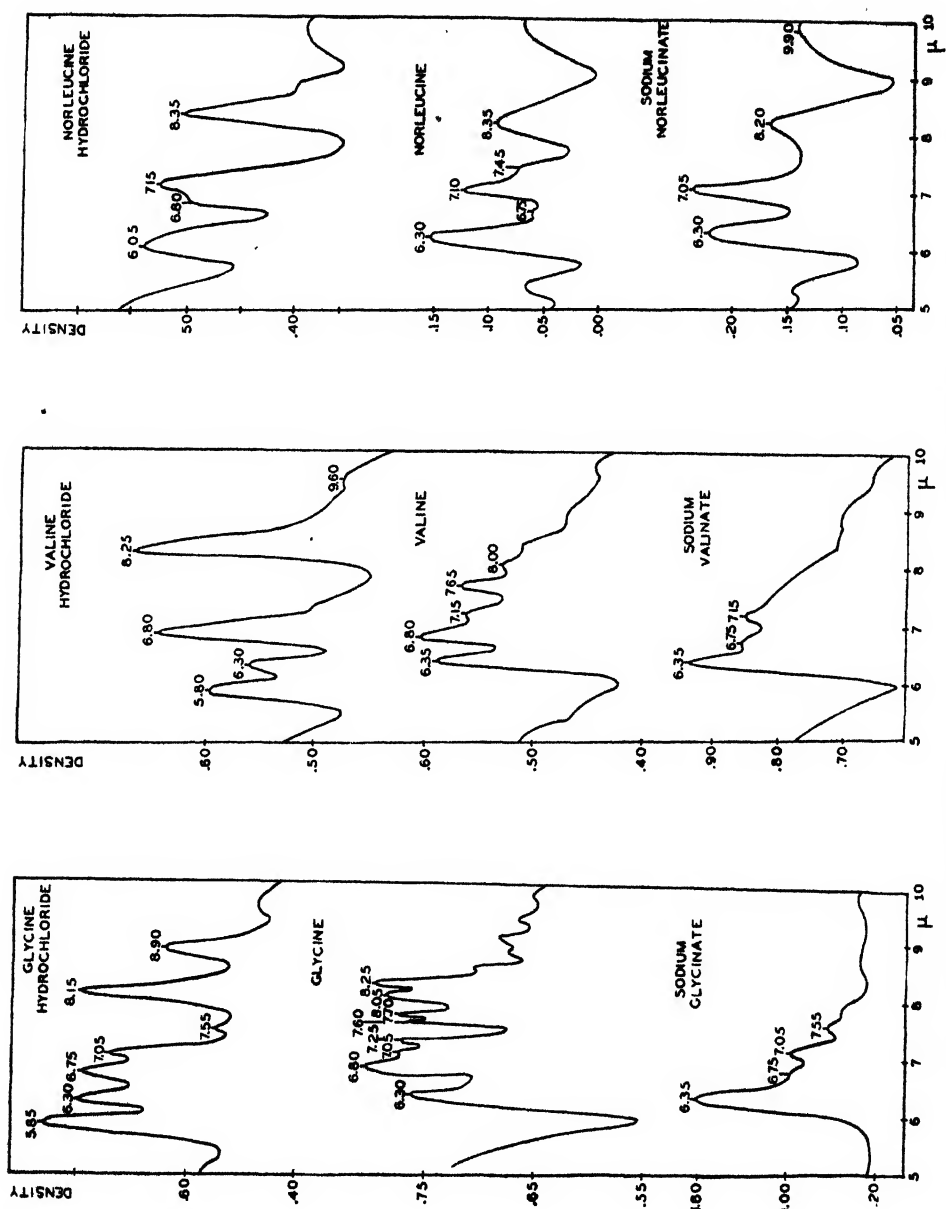 DENSITY
GLYCINE
HYDROCHLORIDE
5.85
6.30
6.75
7.05
7.55
8.15
8.90
.60
.40
GLYCINE
6.30
6.80
7.05
7.25
7.60
7.70
8.05
8.25
.75
.65
SODIUM
GLYCINATE
6.35
6.75
7.05
7.55
1.80
1.00
.20
5 6 7 8 9 10
μ
DENSITY
VALINE
HYDROCHLORIDE
5.80
6.30
6.80
8.25
9.60
.60
.50
VALINE
6.35
6.80
7.15
7.65
8.00
.60
.50
.40
SODIUM
VALINATE
6.35
6.75
7.15
.90
.80
.70
5 6 7 8 9 10
μ
DENSITY
NORLEUCINE
HYDROCHLORIDE
6.05
6.80
7.15
8.35
.50
.40
NORLEUCINE
6.30
6.75
7.10
7.45
8.35
.15
.10
.05
.00
SODIUM
NORLEUCINATE
6.30
7.05
8.20
9.90
.20
.15
.10
.05
5 6 7 8 9 10
μ